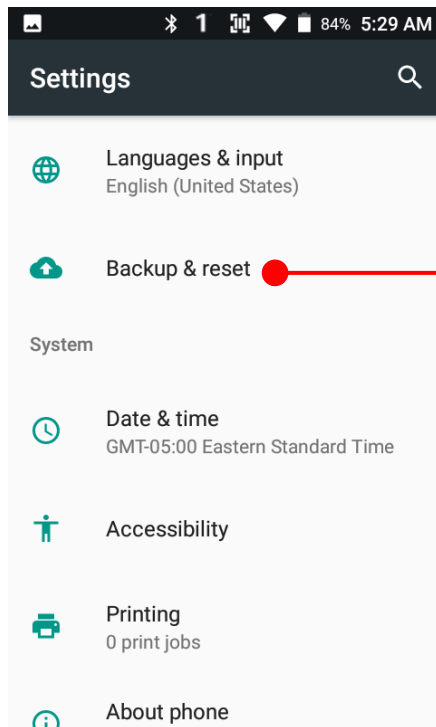 1 84% 5:29 AM
Settings
Languages & input
English (United States)
Backup & reset
System
Date & time
GMT-05:00 Eastern Standard Time
Accessibility
Printing
0 print jobs
About phone